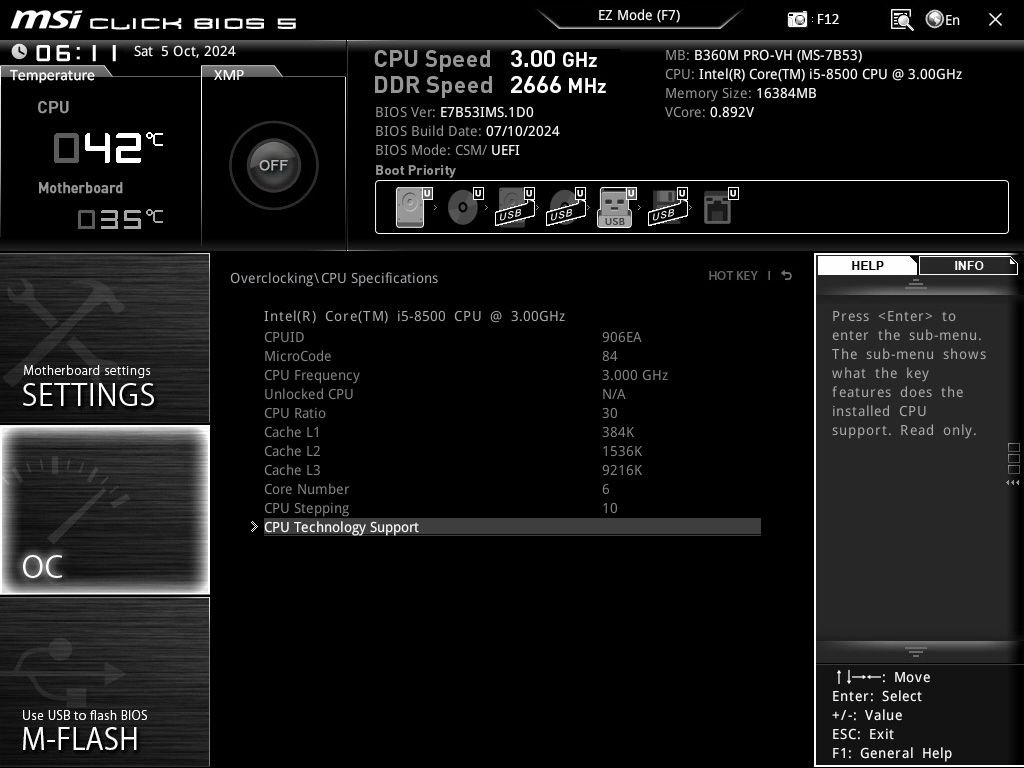 msi CLICK BIOS 5
EZ Mode (F7)
: F12
En
06:11 Sat 5 Oct, 2024
Temperature
CPU
042°C
Motherboard
035°C
XMP
OFF
CPU Speed 3.00 GHz
DDR Speed 2666 MHz
BIOS Ver: E7B53IMS.1D0
BIOS Build Date: 07/10/2024
BIOS Mode: CSM/ UEFI
Boot Priority
MB: B360M PRO-VH (MS-7B53)
CPU: Intel(R) Core(TM) i5-8500 CPU @ 3.00GHz
Memory Size: 16384MB
VCore: 0.892V
U U U U U U U
USB USB USB USB
Motherboard settings
SETTINGS
OC
Use USB to flash BIOS
M-FLASH
Overclocking\CPU Specifications
HOT KEY |
Intel(R) Core(TM) i5-8500 CPU @ 3.00GHz
CPUID 906EA
MicroCode 84
CPU Frequency 3.000 GHz
Unlocked CPU N/A
CPU Ratio 30
Cache L1 384K
Cache L2 1536K
Cache L3 9216K
Core Number 6
CPU Stepping 10
CPU Technology Support
HELP
INFO
Press <Enter> to
enter the sub-menu.
The sub-menu shows
what the key
features does the
installed CPU
support. Read only.
↑↓→←: Move
Enter: Select
+/-: Value
ESC: Exit
F1: General Help